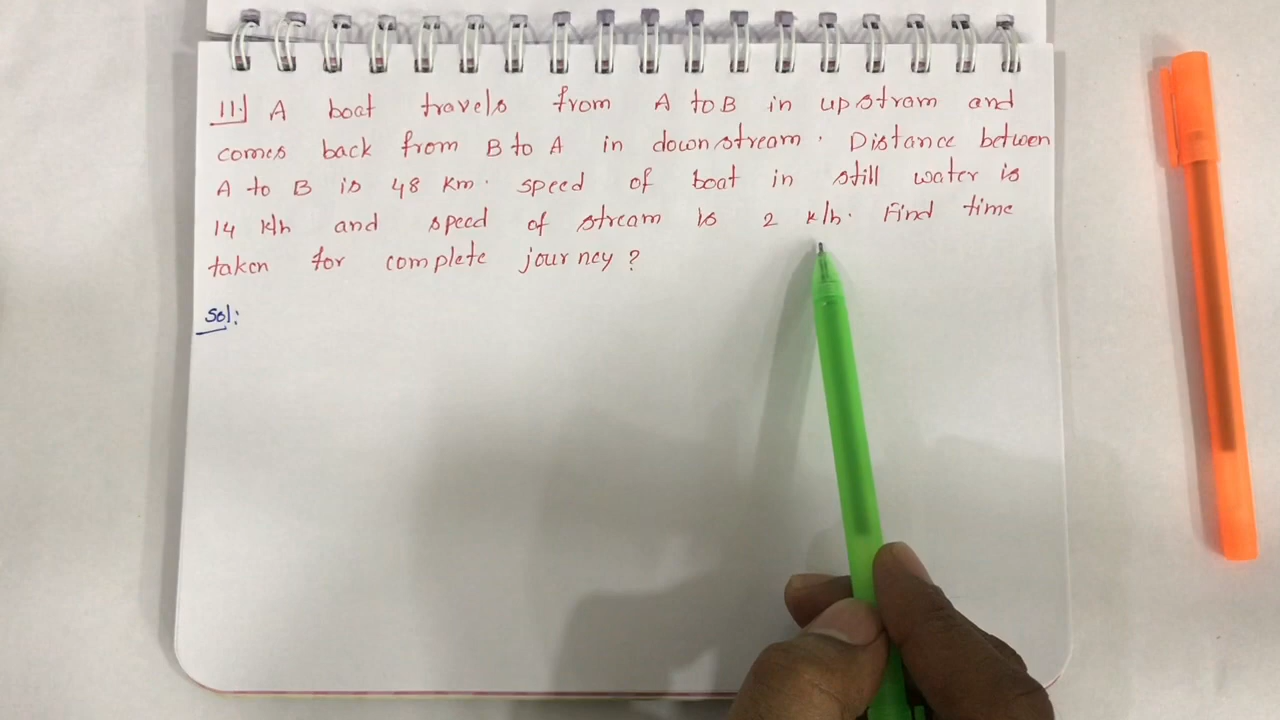 11.] A boat travels from A to B in upstram and
comes back from B to A in downstream. Distance between
A to B is 48 Km. speed of boat in still water is
14 k/h and speed of stream is 2 k/h. Find time
taken for complete journey?
Sol: